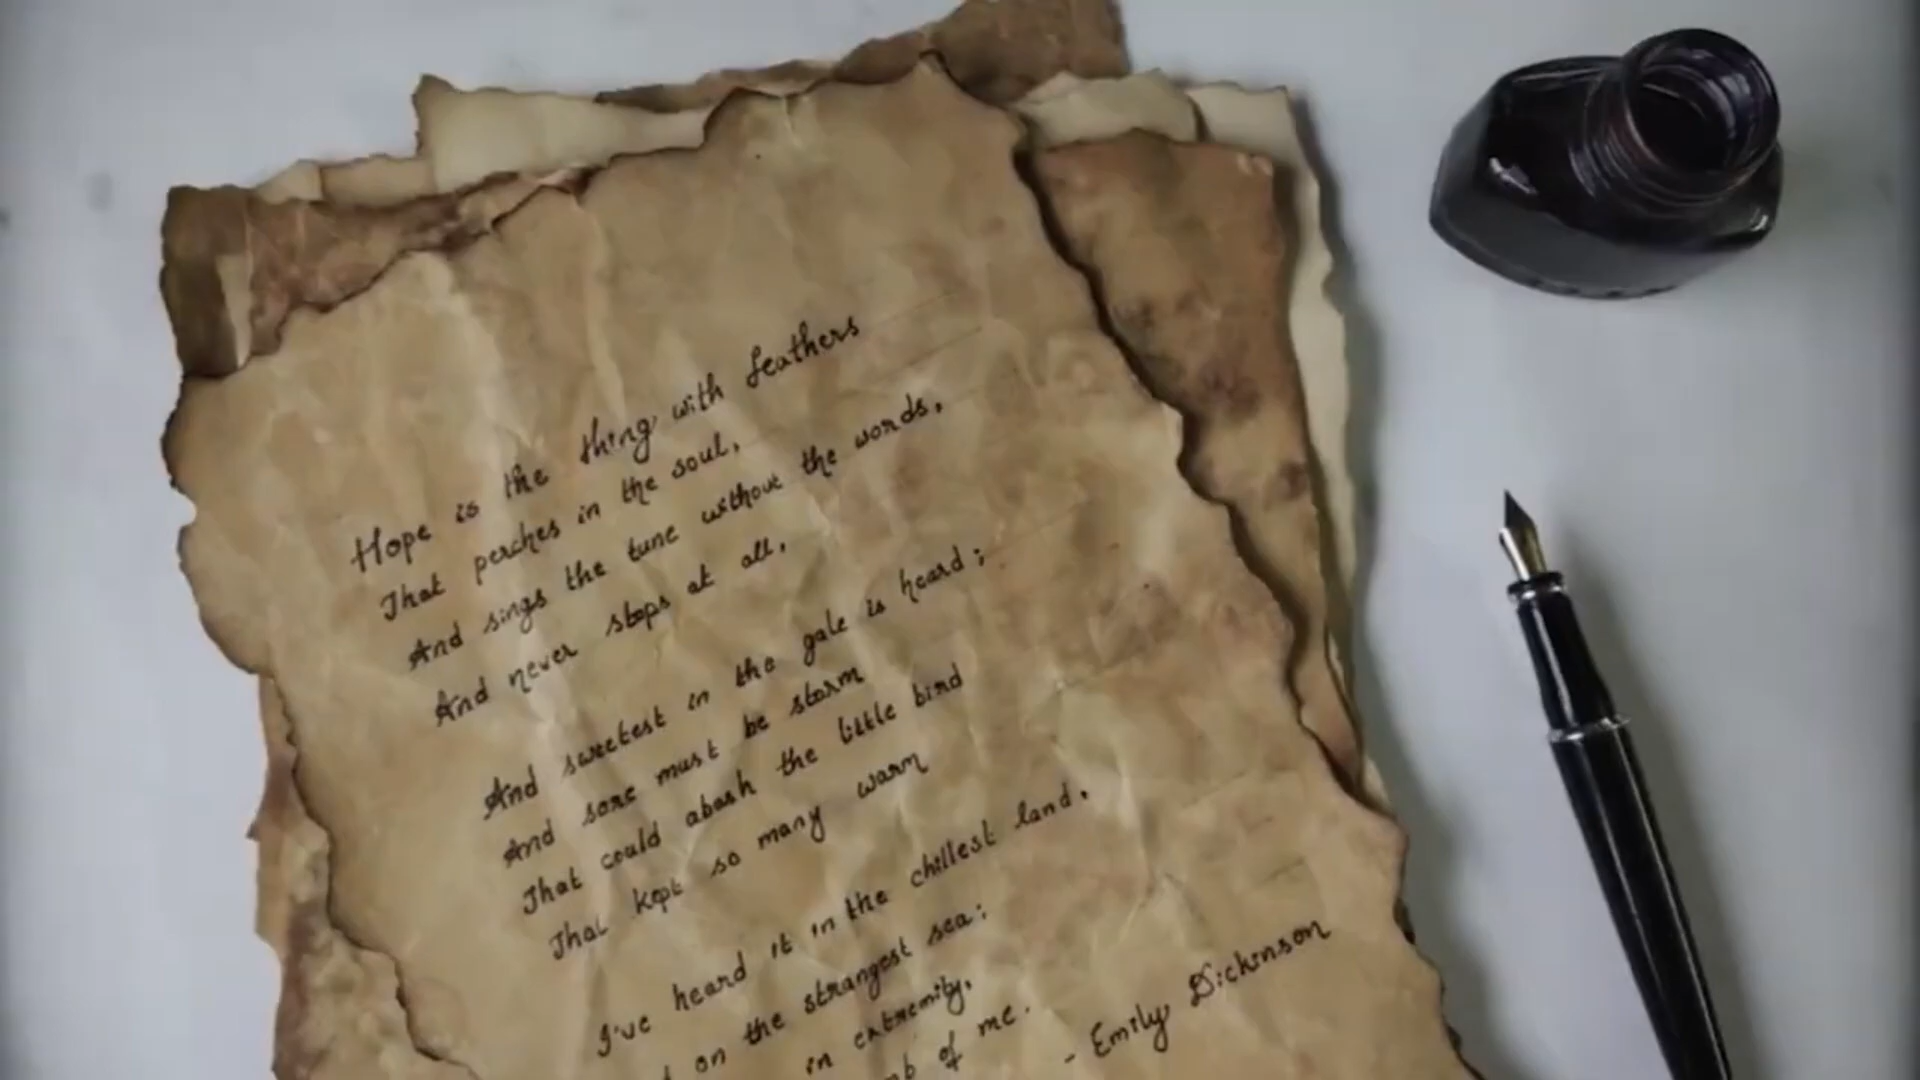 Hope is the thing with feathers
That perches in the soul,
And sings the tune without the words,
And never stops at all,
And sweetest in the gale is heard;
And sore must be storm
That could abash the little bird
That kept so many warm
I've heard it in the chillest land,
on the strangest sea;
in extremity,
of me.
- Emily Dickinson